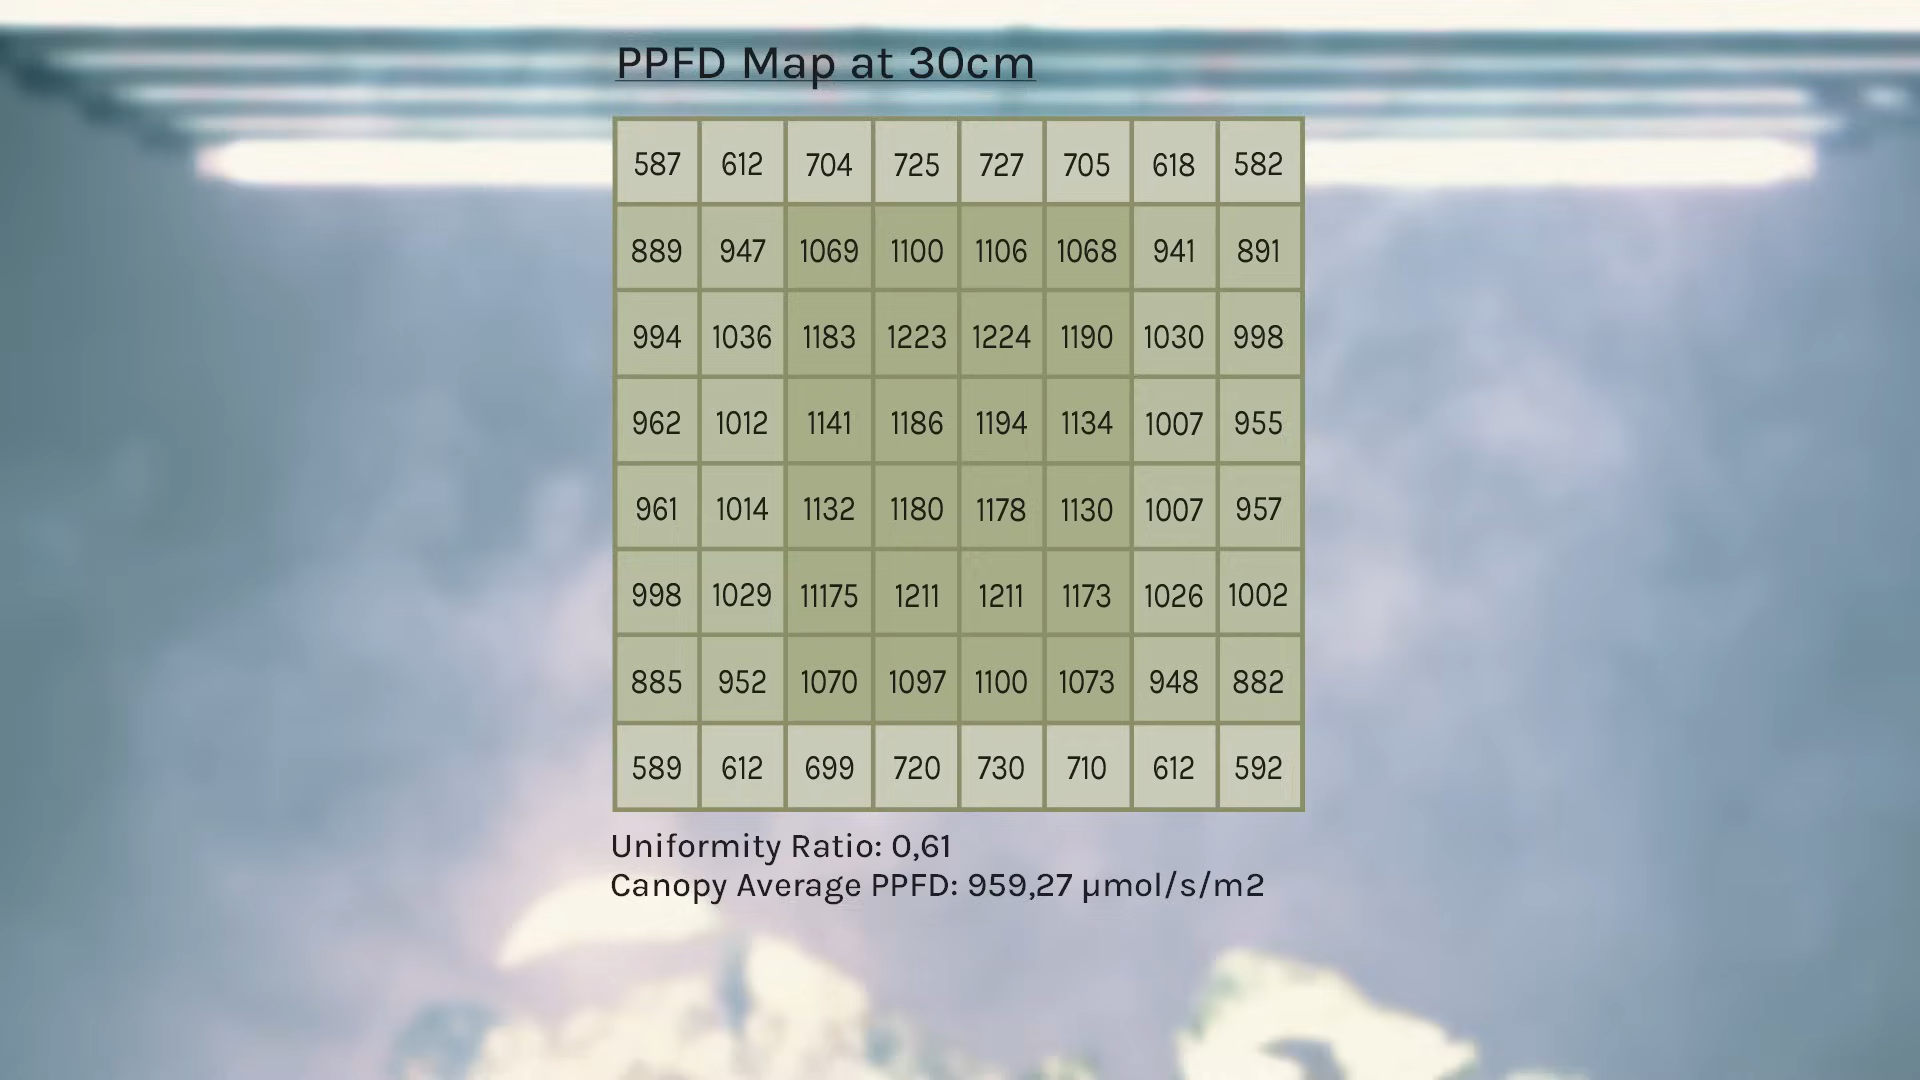 PPFD Map at 30cm
587 612 704 725 727 705 618 582
889 947 1069 1100 1106 1068 941 891
994 1036 1183 1223 1224 1190 1030 998
962 1012 1141 1186 1194 1134 1007 955
961 1014 1132 1180 1178 1130 1007 957
998 1029 11175 1211 1211 1173 1026 1002
885 952 1070 1097 1100 1073 948 882
589 612 699 720 730 710 612 592
Uniformity Ratio: 0,61
Canopy Average PPFD: 959,27 µmol/s/m2